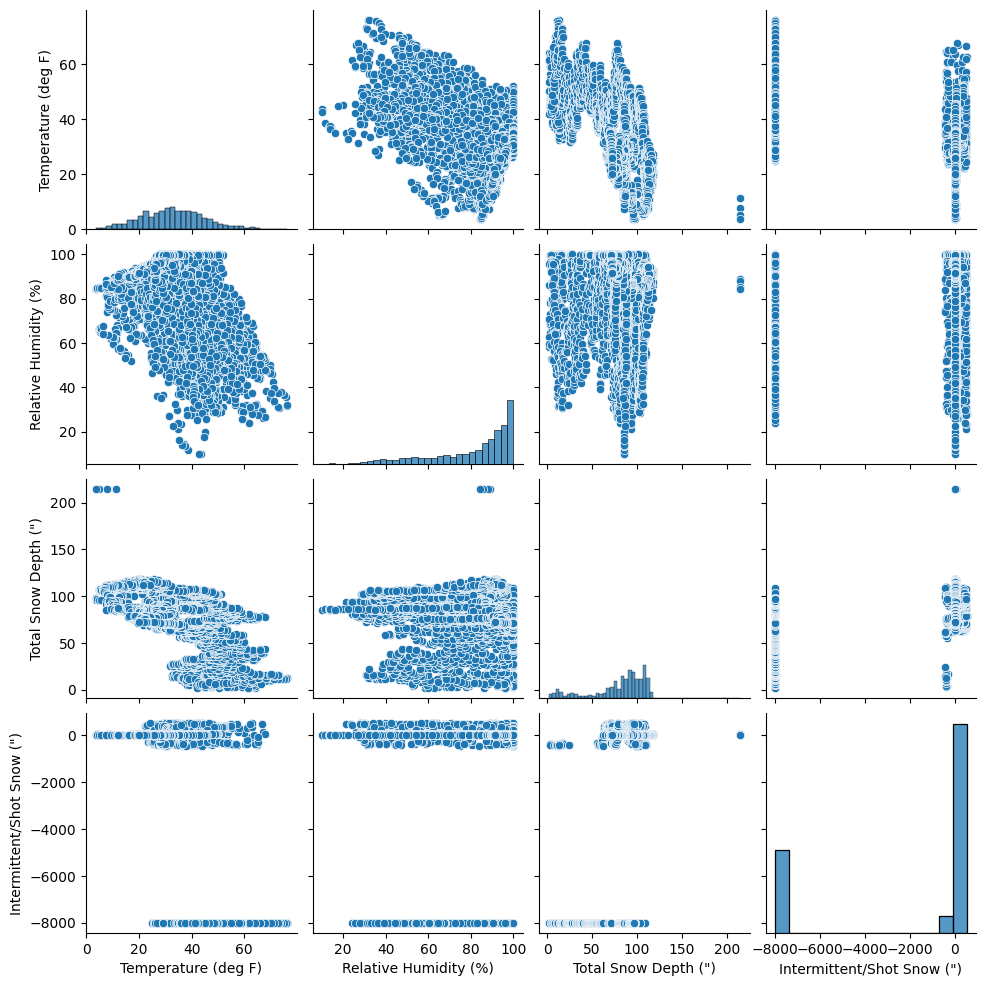 Temperature (deg F)
60
40
20
0
Relative Humidity (%)
100
80
60
40
20
Total Snow Depth (")
200
150
100
50
0
Intermittent/Shot Snow (")
0
−2000
−4000
−6000
−8000
0 20 40 60
20 40 60 80 100
0 50 100 150 200
−8000 −6000 −4000 −2000 0
Temperature (deg F) Relative Humidity (%) Total Snow Depth (") Intermittent/Shot Snow (")